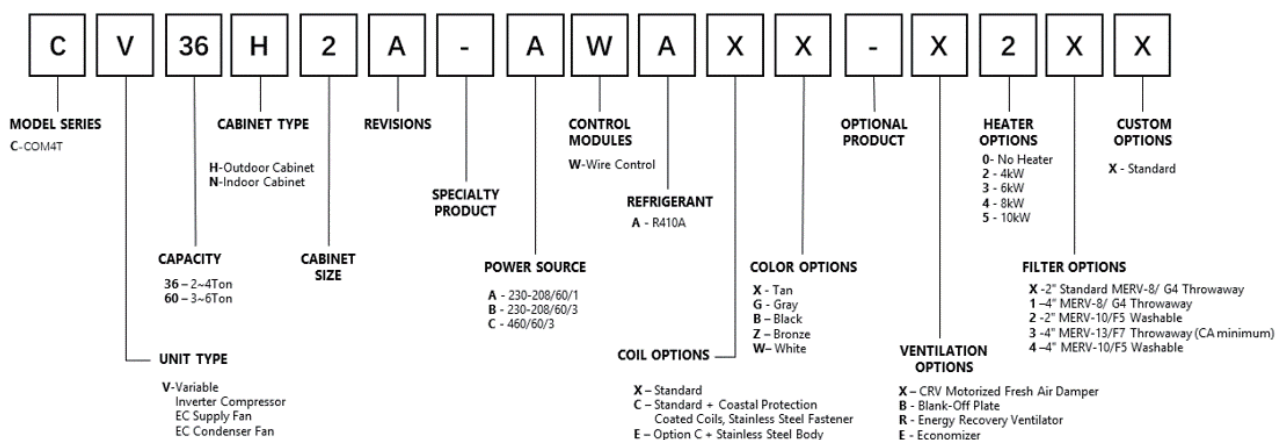 C V 36 H 2 A - A W A X X - X 2 X X
MODEL SERIES
C-COM4T
UNIT TYPE
V-Variable
Inverter Compressor
EC Supply Fan
EC Condenser Fan
CAPACITY
36 – 2~4Ton
60 – 3~6Ton
CABINET TYPE
H-Outdoor Cabinet
N-Indoor Cabinet
CABINET
SIZE
REVISIONS
SPECIALTY
PRODUCT
POWER SOURCE
A - 230-208/60/1
B - 230-208/60/3
C - 460/60/3
CONTROL
MODULES
W-Wire Control
REFRIGERANT
A - R410A
COIL OPTIONS
X – Standard
C – Standard + Coastal Protection
Coated Coils, Stainless Steel Fastener
E – Option C + Stainless Steel Body
COLOR OPTIONS
X - Tan
G - Gray
B – Black
Z – Bronze
W– White
OPTIONAL
PRODUCT
VENTILATION
OPTIONS
X – CRV Motorized Fresh Air Damper
B - Blank-Off Plate
R - Energy Recovery Ventilator
E - Economizer
HEATER
OPTIONS
0- No Heater
2 - 4kW
3 - 6kW
4 - 8kW
5 - 10kW
FILTER OPTIONS
X -2" Standard MERV-8/ G4 Throwaway
1 –4" MERV-8/ G4 Throwaway
2 -2" MERV-10/F5 Washable
3 -4" MERV-13/F7 Throwaway (CA minimum)
4 –4" MERV-10/F5 Washable
CUSTOM
OPTIONS
X - Standard